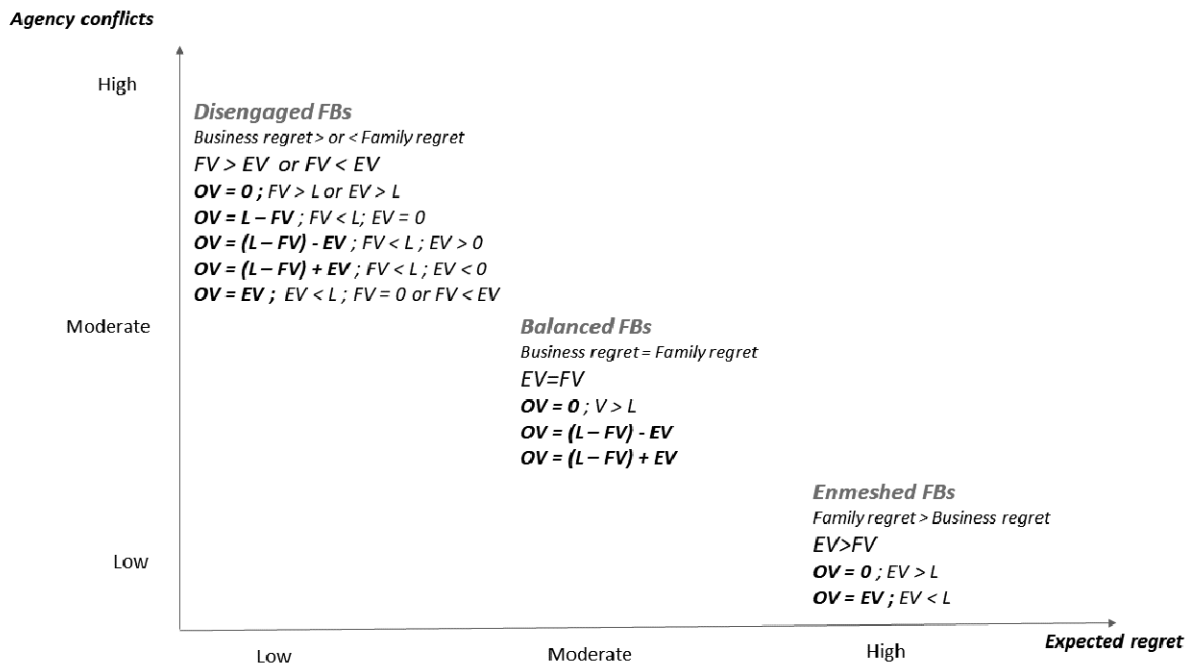 Agency conflicts
High
Disengaged FBs
Business regret > or < Family regret
FV > EV or FV < EV
OV = 0 ; FV > L or EV > L
OV = L – FV ; FV < L; EV = 0
OV = (L – FV) - EV ; FV < L ; EV > 0
OV = (L – FV) + EV ; FV < L ; EV < 0
OV = EV ; EV < L ; FV = 0 or FV < EV
Moderate
Balanced FBs
Business regret = Family regret
EV=FV
OV = 0 ; V > L
OV = (L – FV) - EV
OV = (L – FV) + EV
Enmeshed FBs
Family regret > Business regret
EV>FV
Low
OV = 0 ; EV > L
OV = EV ; EV < L
Expected regret
Low
Moderate
High